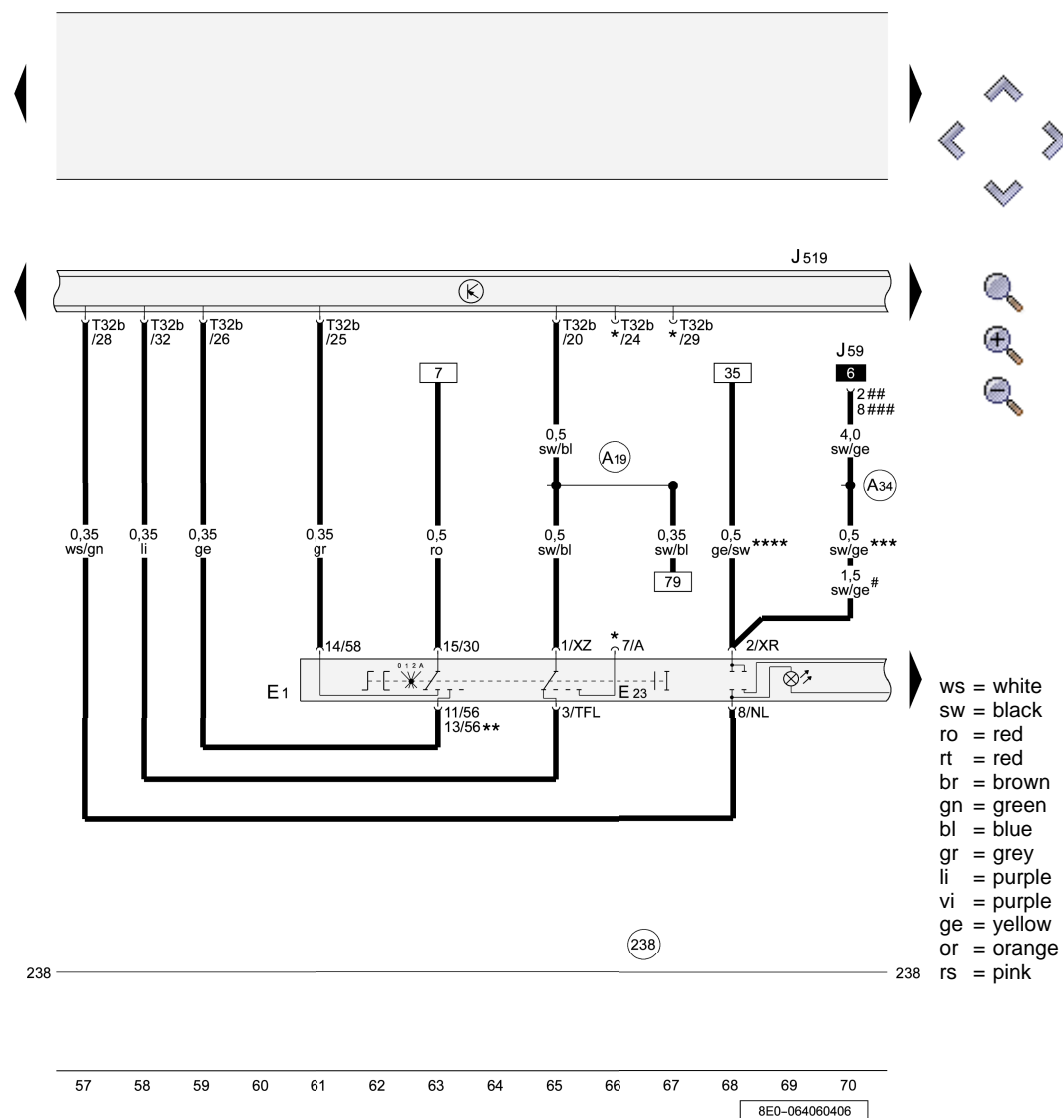 J 519
T32b T32b T32b T32b T32b T32b T32b
/28 /32 /26 /25 /20 */24 */29
J 59
7 35 6
2##
8###
0,5 4,0
sw/bl sw/ge
A19
A34
0,35 0,35 0,35 0,35 0,5 0,5 0,35 0,5 0,5
ws/gn li ge gr ro sw/bl sw/bl ge/sw**** sw/ge***
79 1,5
sw/ge#
14/58 15/30 1/XZ *7/A 2/XR
0 1 2 A
E 1 E 23
11/56 3/TFL 8/NL
13/56**
ws = white
sw = black
ro = red
rt = red
br = brown
gn = green
bl = blue
gr = grey
li = purple
vi = purple
ge = yellow
or = orange
rs = pink
238
238 238
57 58 59 60 61 62 63 64 65 66 67 68 69 70
8E0-064060406